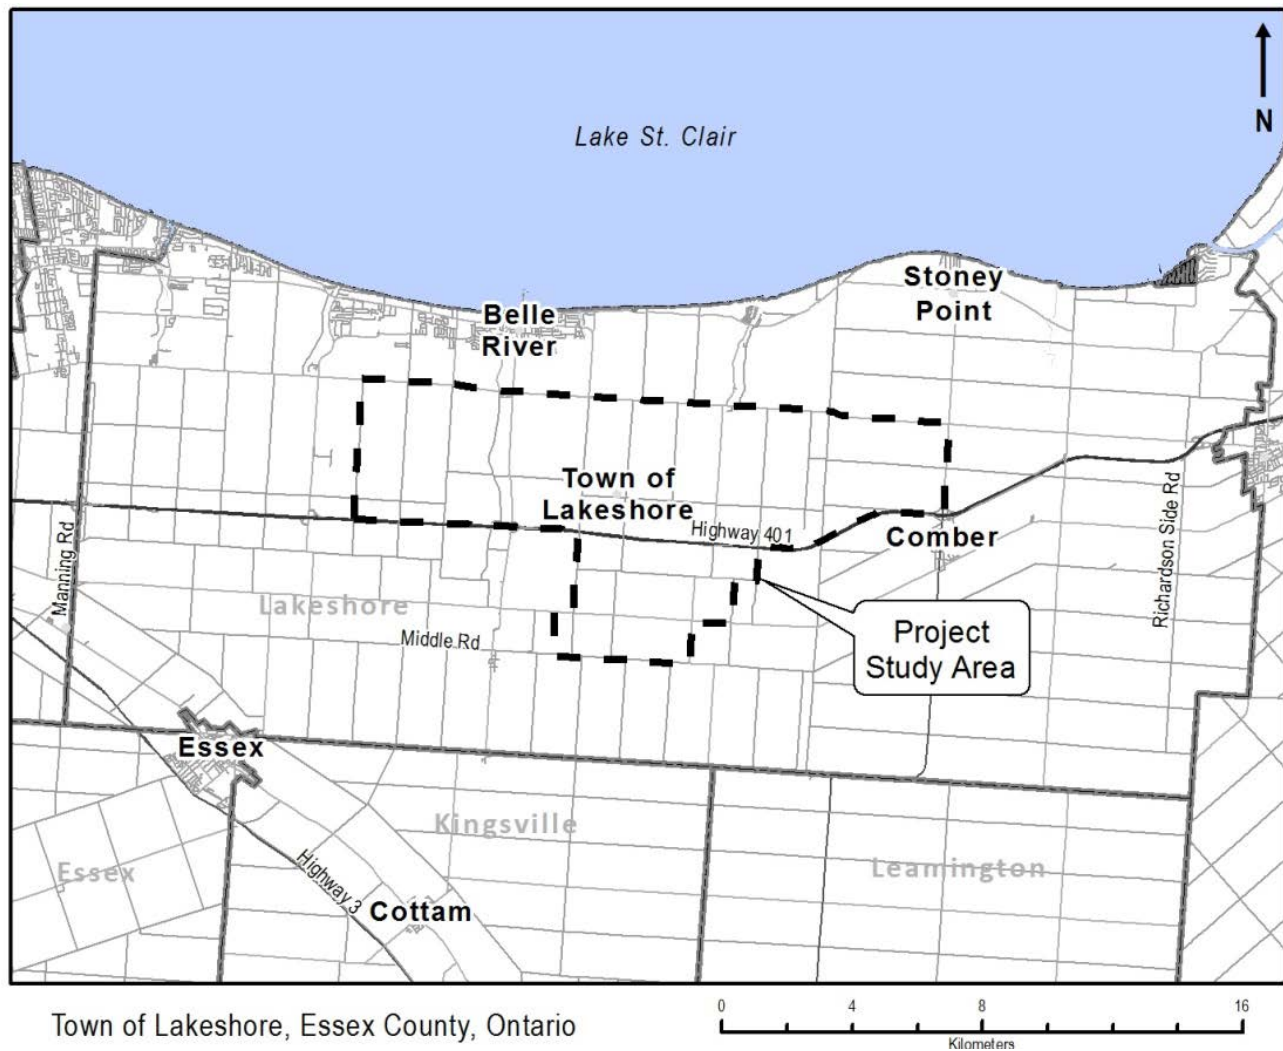 N
Lake St. Clair
Stoney
Point
Belle
River
Town of
Lakeshore
Highway 401
Comber
Manning Rd
Richardson Side Rd
Lakeshore
Middle Rd
Project
Study Area
Essex
Kingsville
Essex
Highway 3
Leamington
Cottam
Town of Lakeshore, Essex County, Ontario
0 4 8 16
Kilometers